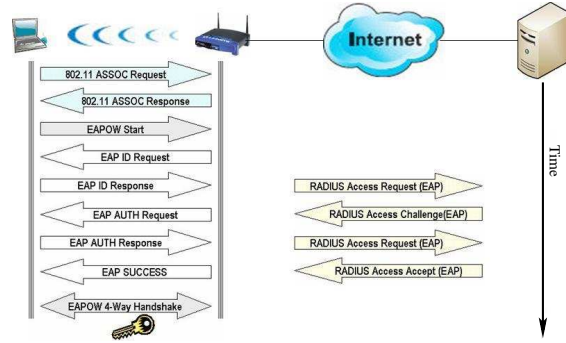 Internet
802.11 ASSOC Request
802.11 ASSOC Response
EAPOW Start
EAP ID Request
EAP ID Response
RADIUS Access Request (EAP)
EAP AUTH Request
RADIUS Access Challenge(EAP)
EAP AUTH Response
RADIUS Access Request (EAP)
EAP SUCCESS
RADIUS Access Accept (EAP)
EAPOW 4-Way Handshake
Time